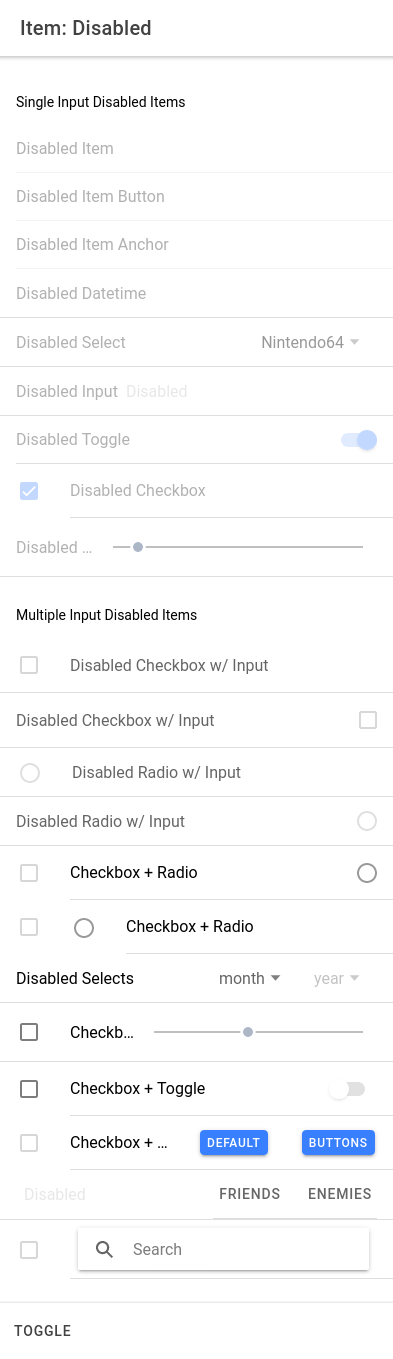 Item: Disabled
Single Input Disabled Items
Disabled Item
Disabled Item Button
Disabled Item Anchor
Disabled Datetime
Disabled Select Nintendo64
Disabled Input Disabled
Disabled Toggle
Disabled Checkbox
Disabled ...
Multiple Input Disabled Items
Disabled Checkbox w/ Input
Disabled Checkbox w/ Input
Disabled Radio w/ Input
Disabled Radio w/ Input
Checkbox + Radio
Checkbox + Radio
Disabled Selects month year
Checkb...
Checkbox + Toggle
Checkbox + ... DEFAULT BUTTONS
Disabled FRIENDS ENEMIES
Search
TOGGLE